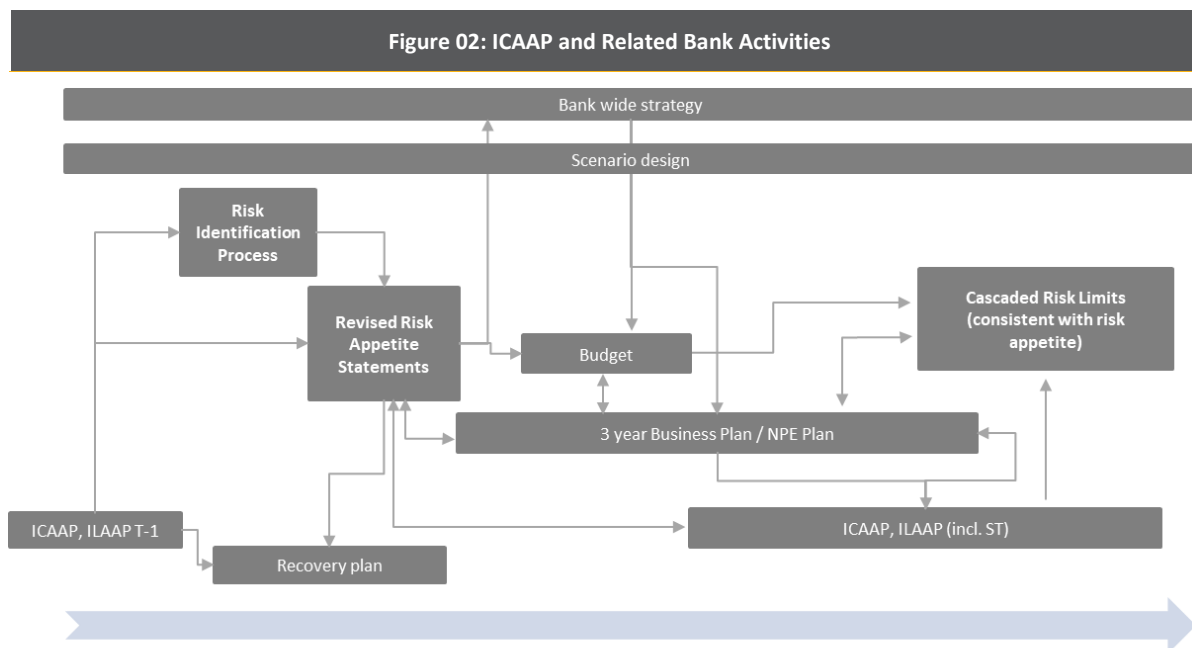 Figure 02: ICAAP and Related Bank Activities
Bank wide strategy
Scenario design
Risk
Identification
Process
Revised Risk
Appetite
Statements
Budget
Cascaded Risk Limits
(consistent with risk
appetite)
3 year Business Plan / NPE Plan
ICAAP, ILAAP T-1
ICAAP, ILAAP (incl. ST)
Recovery plan